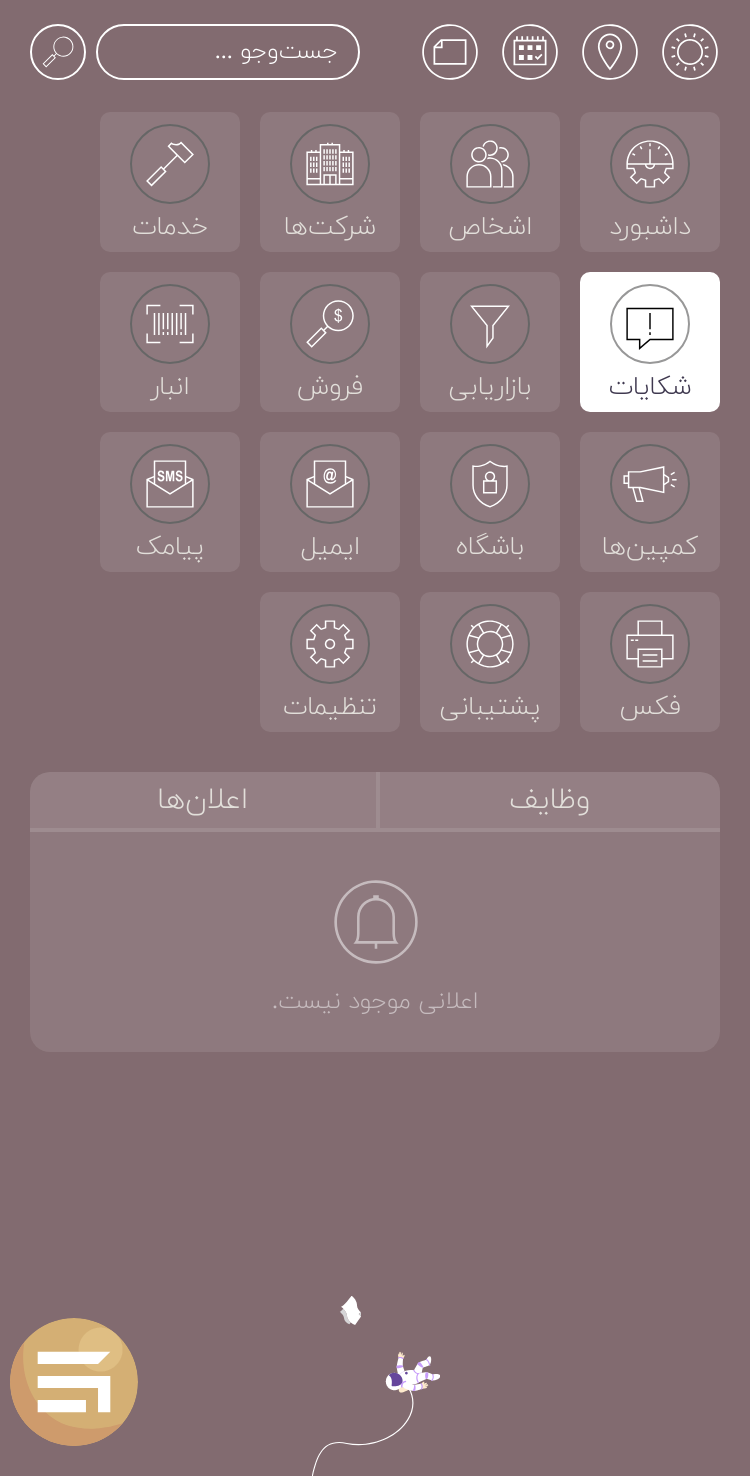 جست‌وجو ...
داشبورد
اشخاص
شرکت‌ها
خدمات
شکایات
بازاریابی
$
فروش
انبار
کمپین‌ها
باشگاه
@
ایمیل
SMS
پیامک
فکس
پشتیبانی
تنظیمات
وظایف
اعلان‌ها
اعلانی موجود نیست.